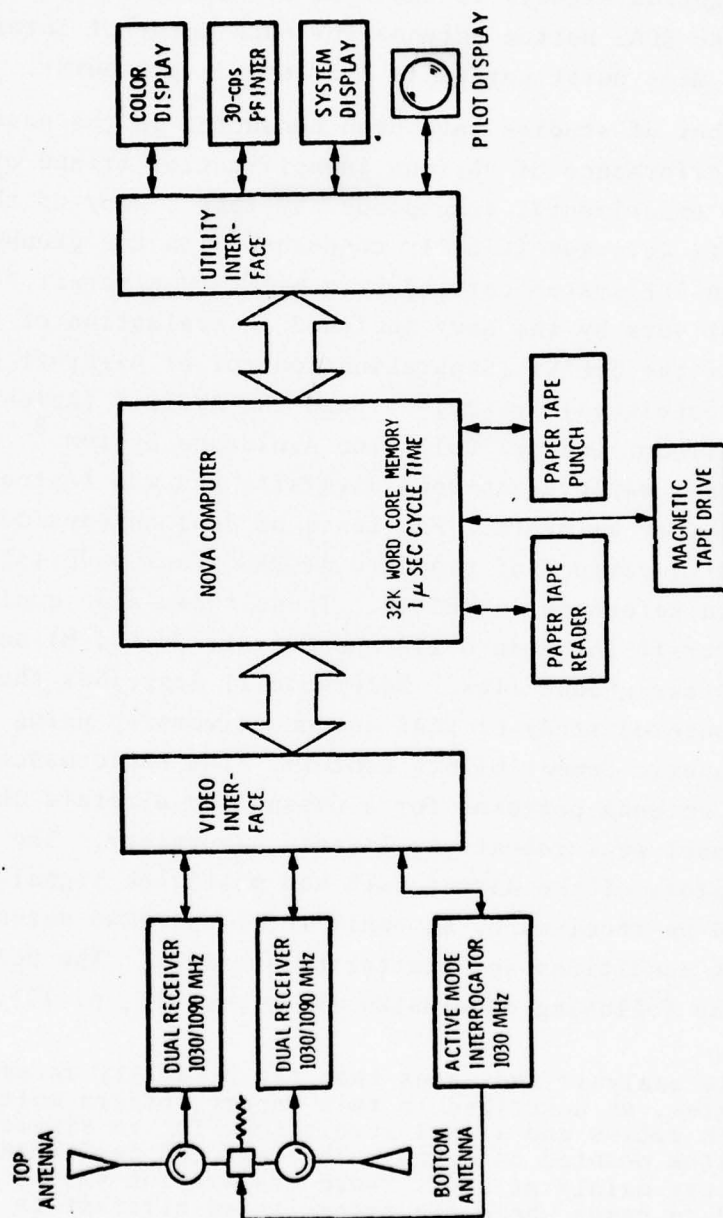 TOP
ANTENNA
BOTTOM
ANTENNA
DUAL RECEIVER
1030/1090 MHz
DUAL RECEIVER
1030/1090 MHz
ACTIVE MODE
INTERROGATOR
1030 MHz
VIDEO
INTER-
FACE
NOVA COMPUTER
32K WORD CORE MEMORY
1 μ SEC CYCLE TIME
PAPER TAPE
READER
PAPER TAPE
PUNCH
MAGNETIC
TAPE DRIVE
UTILITY
INTER-
FACE
COLOR
DISPLAY
30-cps
PRINTER
SYSTEM
DISPLAY
PILOT DISPLAY